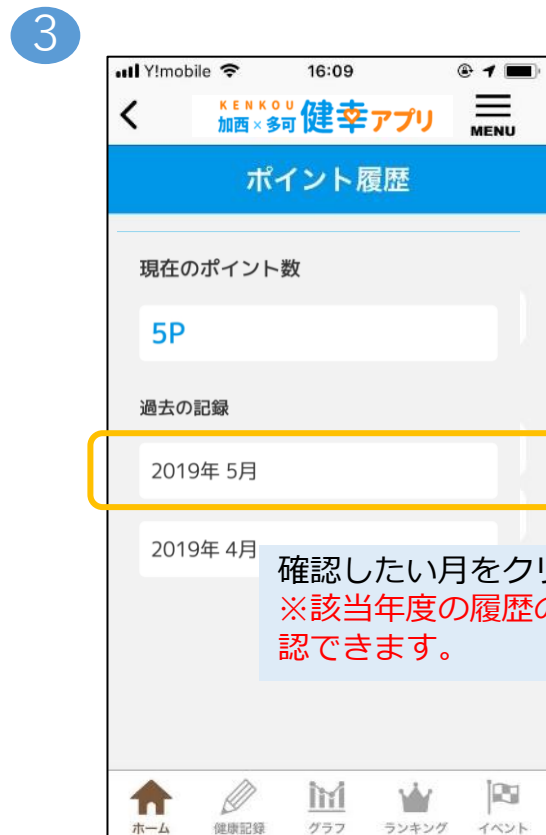 3
Y!mobile 16:09
KENKOU
加西×多可 健幸アプリ
MENU
ポイント履歴
現在のポイント数
5P
過去の記録
2019年 5月
2019年 4月
確認したい月をクリ
※該当年度の履歴の
認できます。
ホーム 健康記録 グラフ ランキング イベント